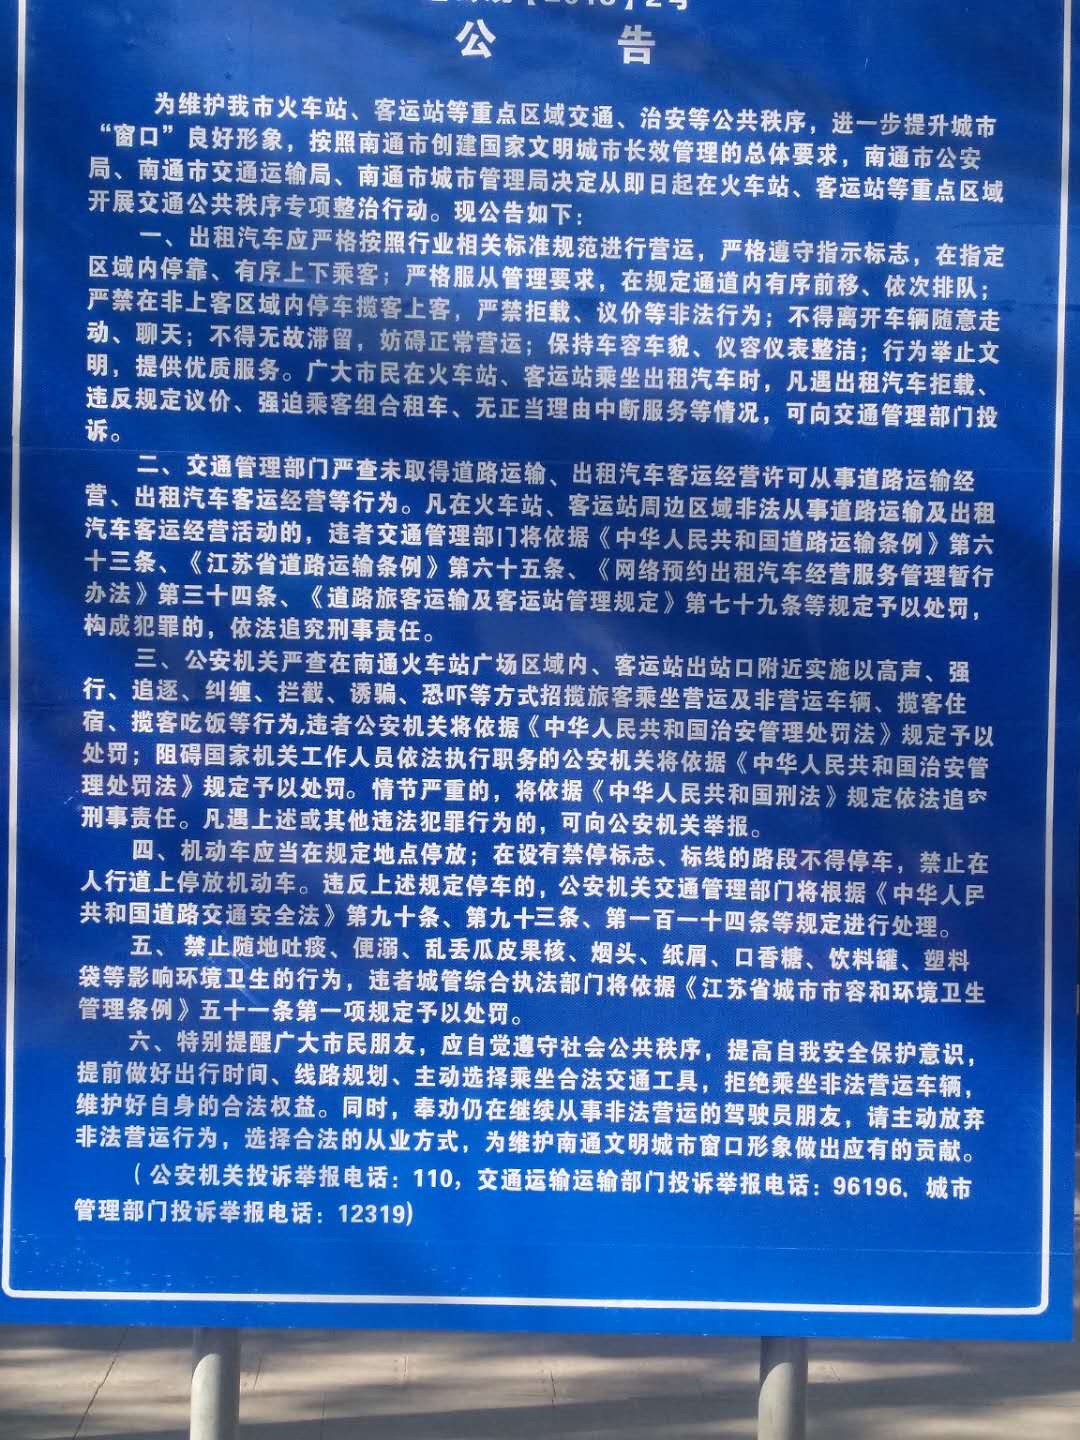 2号
公 告
为维护我市火车站、客运站等重点区域交通、治安等公共秩序，进一步提升城市
“窗口”良好形象，按照南通市创建国家文明城市长效管理的总体要求，南通市公安
局、南通市交通运输局、南通市城市管理局决定从即日起在火车站、客运站等重点区域
开展交通公共秩序专项整治行动。现公告如下：
一、出租汽车应严格按照行业相关标准规范进行营运，严格遵守指示标志，在指定
区域内停靠、有序上下乘客；严格服从管理要求，在规定通道内有序前移、依次排队；
严禁在非上客区域内停车揽客上客，严禁拒载、议价等非法行为；不得离开车辆随意走
动、聊天；不得无故滞留，妨碍正常营运；保持车容车貌、仪容仪表整洁；行为举止文
明，提供优质服务。广大市民在火车站、客运站乘坐出租汽车时，凡遇出租汽车拒载、
违反规定议价、强迫乘客组合租车、无正当理由中断服务等情况，可向交通管理部门投
诉。
二、交通管理部门严查未取得道路运输、出租汽车客运经营许可从事道路运输经
营、出租汽车客运经营等行为。凡在火车站、客运站周边区域非法从事道路运输及出租
汽车客运经营活动的，违者交通管理部门将依据《中华人民共和国道路运输条例》第六
十三条、《江苏省道路运输条例》第六十五条、《网络预约出租汽车经营服务管理暂行
办法》第三十四条、《道路旅客运输及客运站管理规定》第七十九条等规定予以处罚，
构成犯罪的，依法追究刑事责任。
三、公安机关严查在南通火车站广场区域内、客运站出站口附近实施以高声、强
行、追逐、纠缠、拦截、诱骗、恐吓等方式招揽旅客乘坐营运及非营运车辆、揽客住
宿、揽客吃饭等行为,违者公安机关将依据《中华人民共和国治安管理处罚法》规定予以
处罚；阻碍国家机关工作人员依法执行职务的公安机关将依据《中华人民共和国治安管
理处罚法》规定予以处罚。情节严重的，将依据《中华人民共和国刑法》规定依法追究
刑事责任。凡遇上述或其他违法犯罪行为的，可向公安机关举报。
四、机动车应当在规定地点停放；在设有禁停标志、标线的路段不得停车，禁止在
人行道上停放机动车。违反上述规定停车的，公安机关交通管理部门将根据《中华人民
共和国道路交通安全法》第九十条、第九十三条、第一百一十四条等规定进行处理。
五、禁止随地吐痰、便溺、乱丢瓜皮果核、烟头、纸屑、口香糖、饮料罐、塑料
袋等影响环境卫生的行为，违者城管综合执法部门将依据《江苏省城市市容和环境卫生
管理条例》五十一条第一项规定予以处罚。
六、特别提醒广大市民朋友，应自觉遵守社会公共秩序，提高自我安全保护意识，
提前做好出行时间、线路规划、主动选择乘坐合法交通工具，拒绝乘坐非法营运车辆，
维护好自身的合法权益。同时，奉劝仍在继续从事非法营运的驾驶员朋友，请主动放弃
非法营运行为，选择合法的从业方式，为维护南通文明城市窗口形象做出应有的贡献。
（公安机关投诉举报电话：110，交通运输运输部门投诉举报电话：96196，城市
管理部门投诉举报电话：12319）